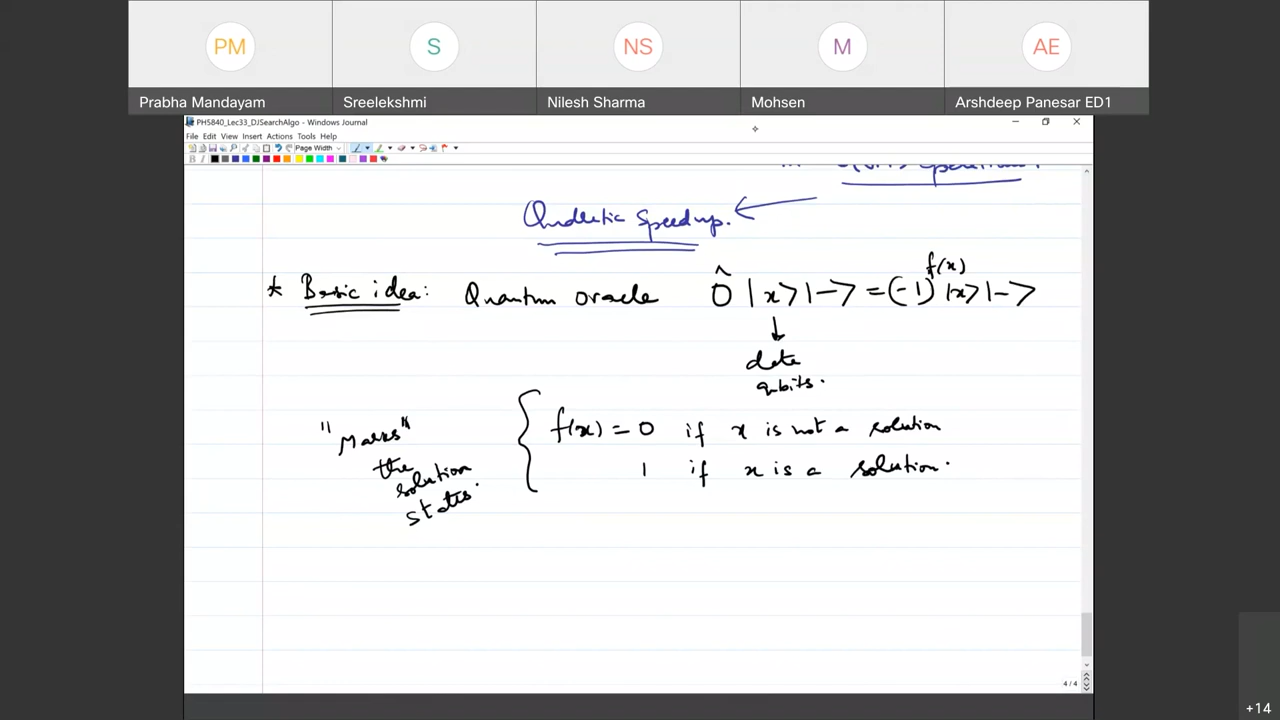 PM S NS M AE
Prabha Mandayam Sreelekshmi Nilesh Sharma Mohsen Arshdeep Panesar ED1
PH5840_Lec33_DJSearchAlgo - Windows Journal
File Edit View Insert Actions Tools Help
Page Width
B I
Quadratic Speedup.
* Basic idea: Quantum oracle Ô |x>|-> = (-1)^f(x) |x>|->
↓
data
qubits.
"Marks"
the
solution
states.
f(x) = 0 if x is not a solution
1 if x is a solution.
4 / 4
+14